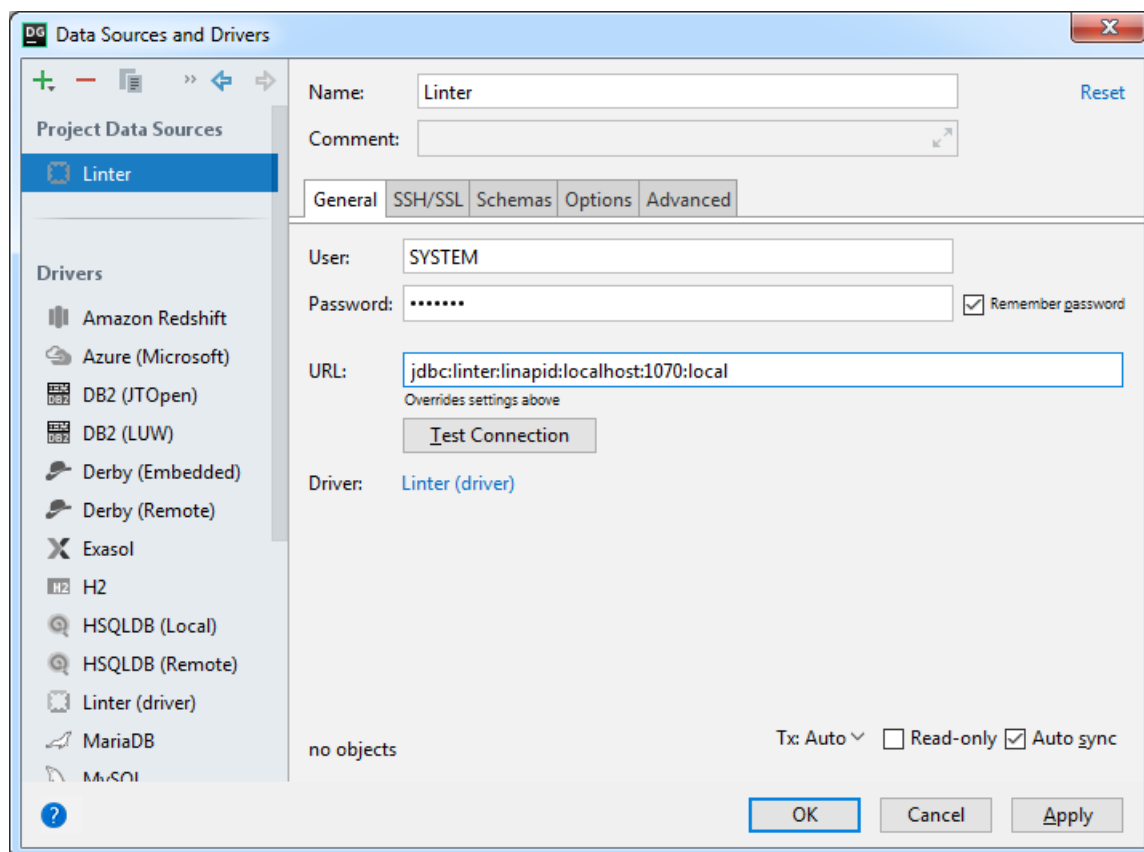 DG Data Sources and Drivers
Project Data Sources
Linter
Drivers
Amazon Redshift
Azure (Microsoft)
DB2 (JTOpen)
DB2 (LUW)
Derby (Embedded)
Derby (Remote)
Exasol
H2 H2
HSQLDB (Local)
HSQLDB (Remote)
Linter (driver)
MariaDB
MySQL
Name: Linter Reset
Comment:
General SSH/SSL Schemas Options Advanced
User: SYSTEM
Password: ••••••• Remember password
URL: jdbc:linter:linapid:localhost:1070:local
Overrides settings above
Test Connection
Driver: Linter (driver)
no objects Tx: Auto Read-only Auto sync
? OK Cancel Apply